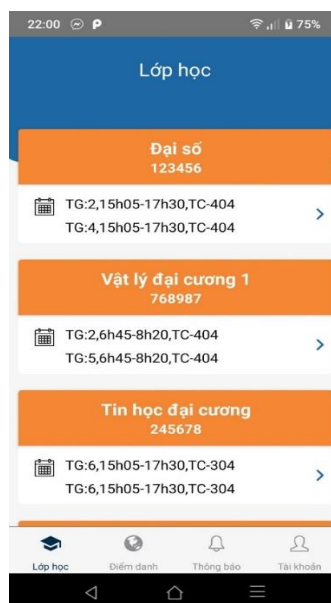 22:00 75%
Lớp học
Đại số
123456
TG:2,15h05-17h30,TC-404
TG:4,15h05-17h30,TC-404
Vật lý đại cương 1
768987
TG:2,6h45-8h20,TC-404
TG:5,6h45-8h20,TC-404
Tin học đại cương
245678
TG:6,15h05-17h30,TC-304
TG:6,15h05-17h30,TC-304
Lớp học Điểm danh Thông báo Tài khoản